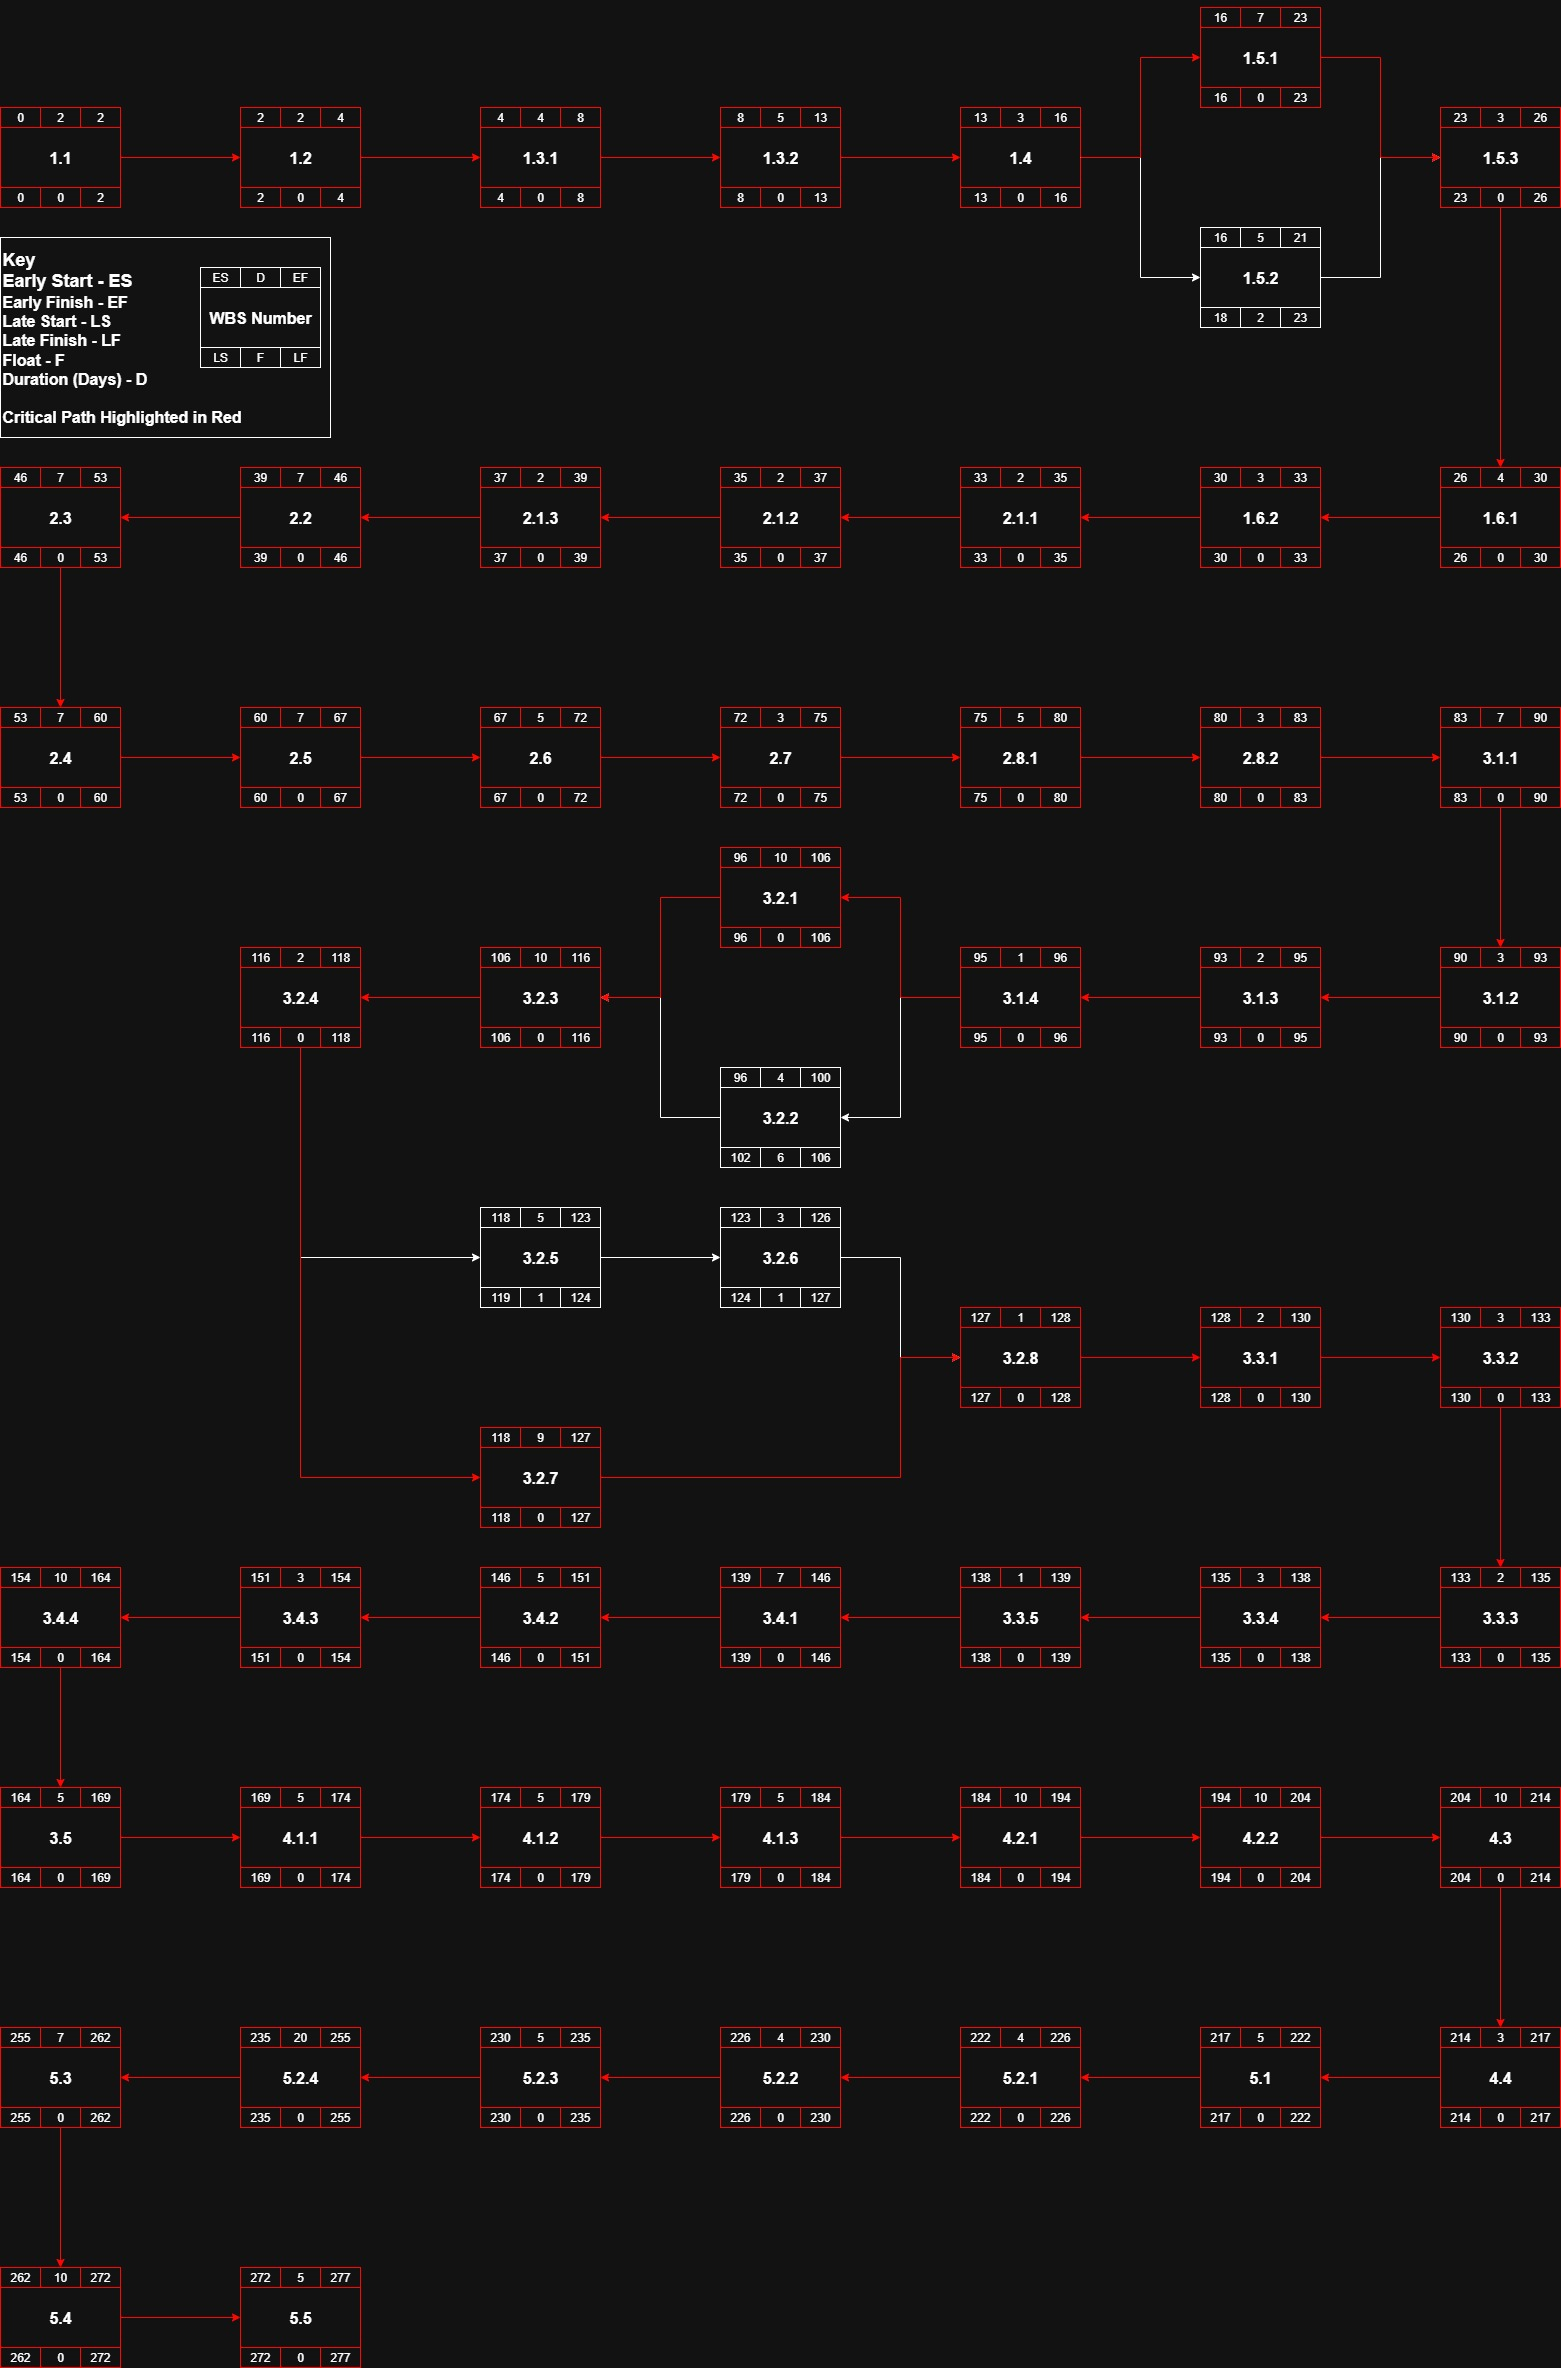 16 7 23
1.5.1
16 0 23
0 2 2
1.1
0 0 2
2 2 4
1.2
2 0 4
4 4 8
1.3.1
4 0 8
8 5 13
1.3.2
8 0 13
13 3 16
1.4
13 0 16
23 3 26
1.5.3
23 0 26
16 5 21
1.5.2
18 2 23
Key
Early Start - ES
Early Finish - EF
Late Start - LS
Late Finish - LF
Float - F
Duration (Days) - D
Critical Path Highlighted in Red
ES D EF
WBS Number
LS F LF
46 7 53
2.3
46 0 53
39 7 46
2.2
39 0 46
37 2 39
2.1.3
37 0 39
35 2 37
2.1.2
35 0 37
33 2 35
2.1.1
33 0 35
30 3 33
1.6.2
30 0 33
26 4 30
1.6.1
26 0 30
53 7 60
2.4
53 0 60
60 7 67
2.5
60 0 67
67 5 72
2.6
67 0 72
72 3 75
2.7
72 0 75
75 5 80
2.8.1
75 0 80
80 3 83
2.8.2
80 0 83
83 7 90
3.1.1
83 0 90
96 10 106
3.2.1
96 0 106
116 2 118
3.2.4
116 0 118
106 10 116
3.2.3
106 0 116
95 1 96
3.1.4
95 0 96
93 2 95
3.1.3
93 0 95
90 3 93
3.1.2
90 0 93
96 4 100
3.2.2
102 6 106
118 5 123
3.2.5
119 1 124
123 3 126
3.2.6
124 1 127
127 1 128
3.2.8
127 0 128
128 2 130
3.3.1
128 0 130
130 3 133
3.3.2
130 0 133
118 9 127
3.2.7
118 0 127
154 10 164
3.4.4
154 0 164
151 3 154
3.4.3
151 0 154
146 5 151
3.4.2
146 0 151
139 7 146
3.4.1
139 0 146
138 1 139
3.3.5
138 0 139
135 3 138
3.3.4
135 0 138
133 2 135
3.3.3
133 0 135
164 5 169
3.5
164 0 169
169 5 174
4.1.1
169 0 174
174 5 179
4.1.2
174 0 179
179 5 184
4.1.3
179 0 184
184 10 194
4.2.1
184 0 194
194 10 204
4.2.2
194 0 204
204 10 214
4.3
204 0 214
255 7 262
5.3
255 0 262
235 20 255
5.2.4
235 0 255
230 5 235
5.2.3
230 0 235
226 4 230
5.2.2
226 0 230
222 4 226
5.2.1
222 0 226
217 5 222
5.1
217 0 222
214 3 217
4.4
214 0 217
262 10 272
5.4
262 0 272
272 5 277
5.5
272 0 277